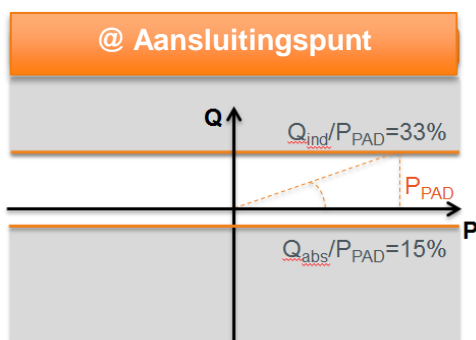 @ Aansluitingspunt
Q
Qind/PPAD=33%
PPAD
P
Qabs/PPAD=15%